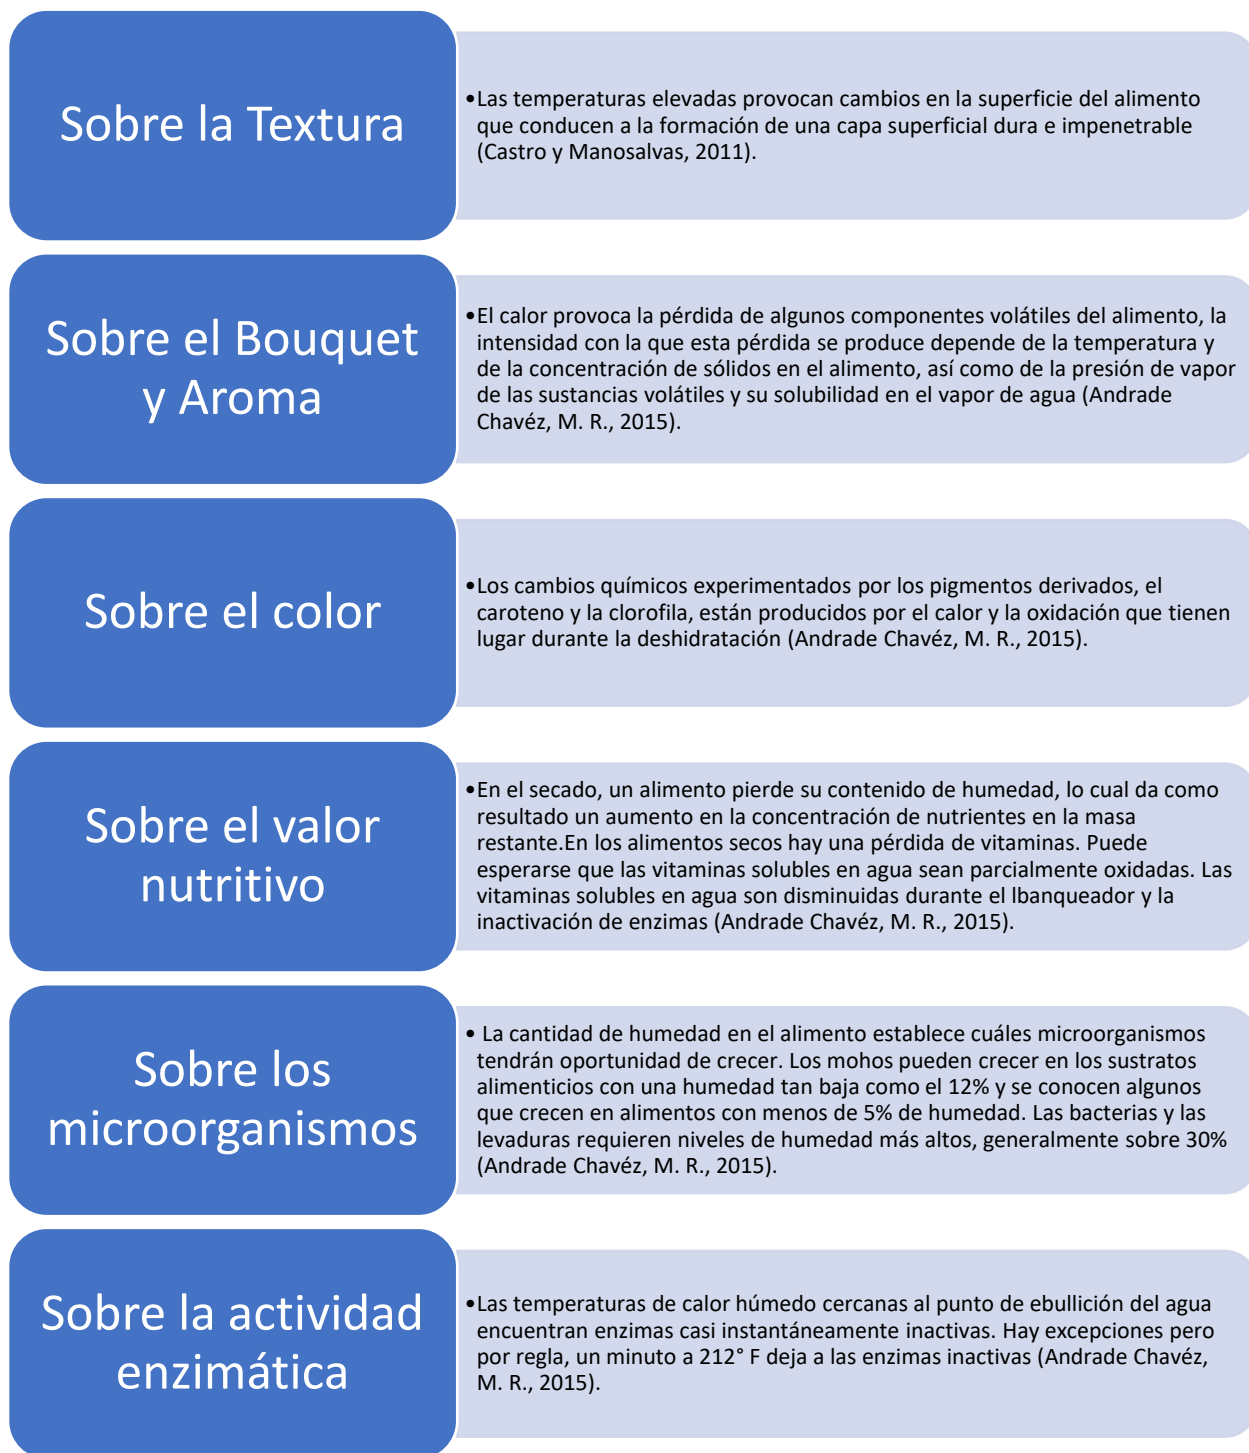 Sobre la Textura
•Las temperaturas elevadas provocan cambios en la superficie del alimento
que conducen a la formación de una capa superficial dura e impenetrable
(Castro y Manosalvas, 2011).
Sobre el Bouquet
y Aroma
•El calor provoca la pérdida de algunos componentes volátiles del alimento, la
intensidad con la que esta pérdida se produce depende de la temperatura y
de la concentración de sólidos en el alimento, así como de la presión de vapor
de las sustancias volátiles y su solubilidad en el vapor de agua (Andrade
Chavéz, M. R., 2015).
Sobre el color
•Los cambios químicos experimentados por los pigmentos derivados, el
caroteno y la clorofila, están producidos por el calor y la oxidación que tienen
lugar durante la deshidratación (Andrade Chavéz, M. R., 2015).
Sobre el valor
nutritivo
•En el secado, un alimento pierde su contenido de humedad, lo cual da como
resultado un aumento en la concentración de nutrientes en la masa
restante.En los alimentos secos hay una pérdida de vitaminas. Puede
esperarse que las vitaminas solubles en agua sean parcialmente oxidadas. Las
vitaminas solubles en agua son disminuidas durante el lbanqueador y la
inactivación de enzimas (Andrade Chavéz, M. R., 2015).
Sobre los
microorganismos
• La cantidad de humedad en el alimento establece cuáles microorganismos
tendrán oportunidad de crecer. Los mohos pueden crecer en los sustratos
alimenticios con una humedad tan baja como el 12% y se conocen algunos
que crecen en alimentos con menos de 5% de humedad. Las bacterias y las
levaduras requieren niveles de humedad más altos, generalmente sobre 30%
(Andrade Chavéz, M. R., 2015).
Sobre la actividad
enzimática
•Las temperaturas de calor húmedo cercanas al punto de ebullición del agua
encuentran enzimas casi instantáneamente inactivas. Hay excepciones pero
por regla, un minuto a 212° F deja a las enzimas inactivas (Andrade Chavéz,
M. R., 2015).